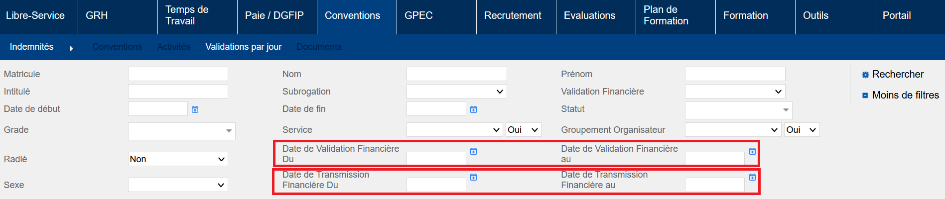 Libre-Service GRH Temps de Travail Paie / DGFIP Conventions GPEC Recrutement Evaluations Plan de Formation Formation Outils Portail
Indemnités Conventions Activités Validations par jour Documents
Matricule Nom Prénom Rechercher
Intitulé Subrogation Validation Financière Moins de filtres
Date de début Date de fin Statut
Grade Service Oui Groupement Organisateur Oui
Radié Non Date de Validation Financière Du Date de Validation Financière au
Sexe Date de Transmission Financière Du Date de Transmission Financière au